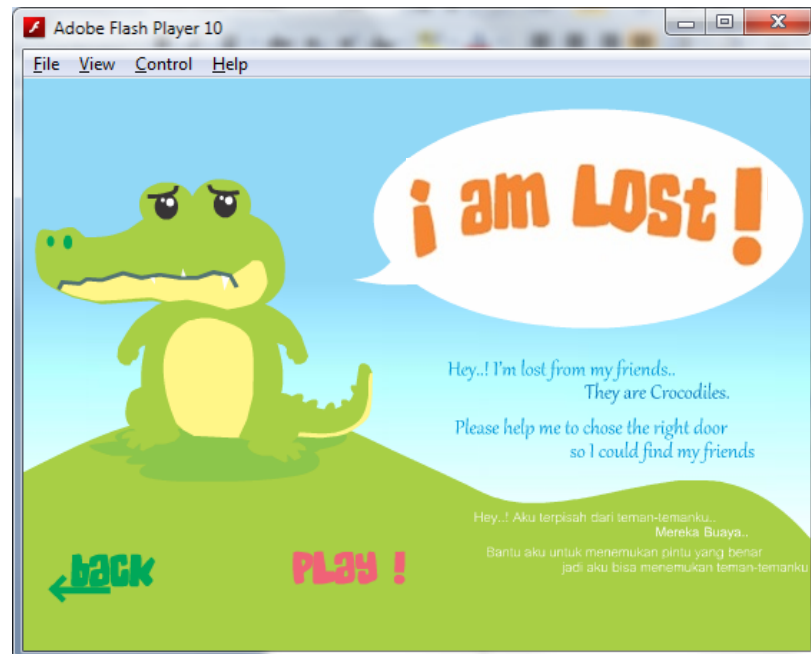 Adobe Flash Player 10
File View Control Help
i am Lost!
Hey..! I'm lost from my friends..
They are Crocodiles.
Please help me to chose the right door
so I could find my friends
Hey..! Aku terpisah dari teman-temanku..
Mereka Buaya..
Bantu aku untuk menemukan pintu yang benar
jadi aku bisa menemukan teman-temanku
back
PLay !